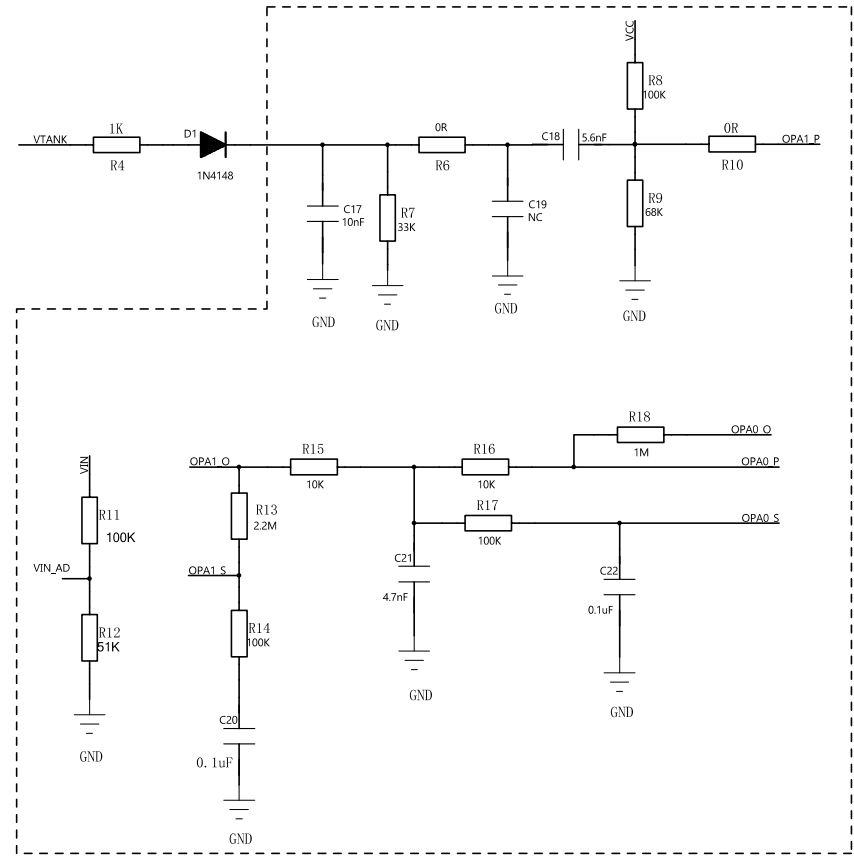 VCC
R8
100K
1K
D1
0R
C18
5.6nF
0R
VTANK
OPA1_P
R4
R6
R10
1N4148
C17
10nF
R7
33K
C19
NC
R9
68K
GND
GND
GND
GND
R18
OPA0_O
1M
R15
R16
OPA1_O
OPA0_P
10K
10K
VIN
R11
100K
R13
2.2M
R17
OPA0_S
100K
VIN_AD
OPA1_S
C21
4.7nF
C22
0.1uF
R12
51K
R14
100K
GND
GND
C20
GND
0.1uF
GND